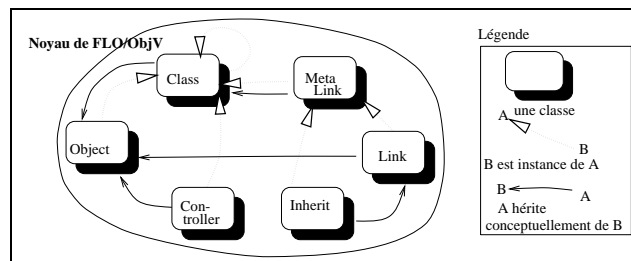 Noyau de FLO/ObjV
Class
Meta
Link
Object
Link
Con-
troller
Inherit
Légende
une classe
A
B
B est instance de A
B
A
A hérite
conceptuellement de B